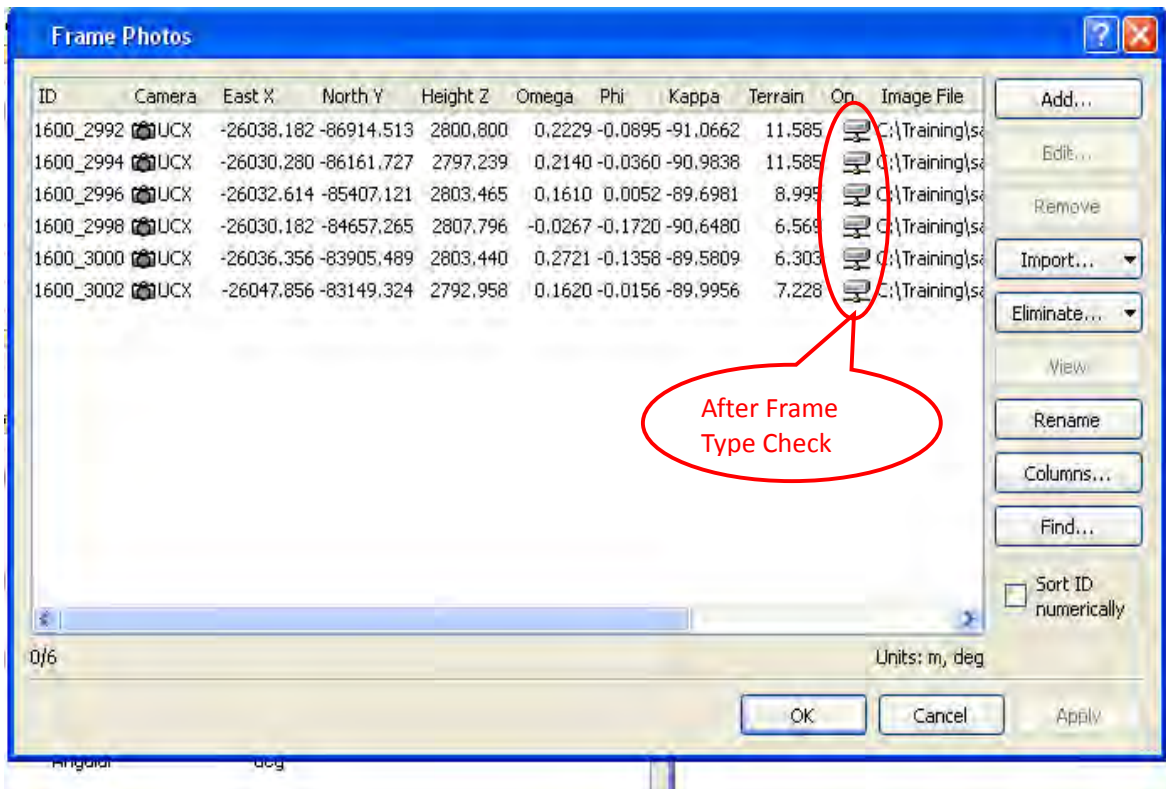 Frame Photos
ID Camera East X North Y Height Z Omega Phi Kappa Terrain Op Image File
1600_2992 UCX -26038.182 -86914.513 2800.800 0.2229 -0.0895 -91.0662 11.585 C:\Training\sa
1600_2994 UCX -26030.280 -86161.727 2797.239 0.2140 -0.0360 -90.9838 11.585 C:\Training\sa
1600_2996 UCX -26032.614 -85407.121 2803.465 0.1610 0.0052 -89.6981 8.995 C:\Training\sa
1600_2998 UCX -26030.182 -84657.265 2807.796 -0.0267 -0.1720 -90.6480 6.569 C:\Training\sa
1600_3000 UCX -26036.356 -83905.489 2803.440 0.2721 -0.1358 -89.5809 6.303 C:\Training\sa
1600_3002 UCX -26047.856 -83149.324 2792.958 0.1620 -0.0156 -89.9956 7.228 C:\Training\sa
After Frame
Type Check
Add...
Edit...
Remove
Import...
Eliminate...
View
Rename
Columns...
Find...
Sort ID
numerically
0/6 Units: m, deg
OK Cancel Apply
Angular deg